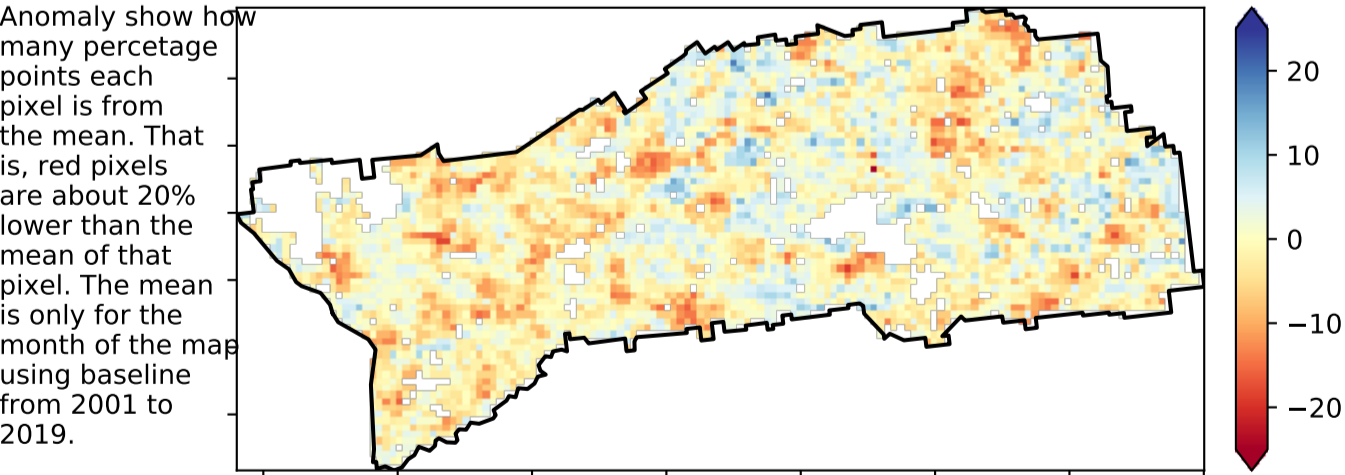 Anomaly show how
many percetage
points each
pixel is from
the mean. That
is, red pixels
are about 20%
lower than the
mean of that
pixel. The mean
is only for the
month of the map
using baseline
from 2001 to
2019.
20
10
0
−10
−20